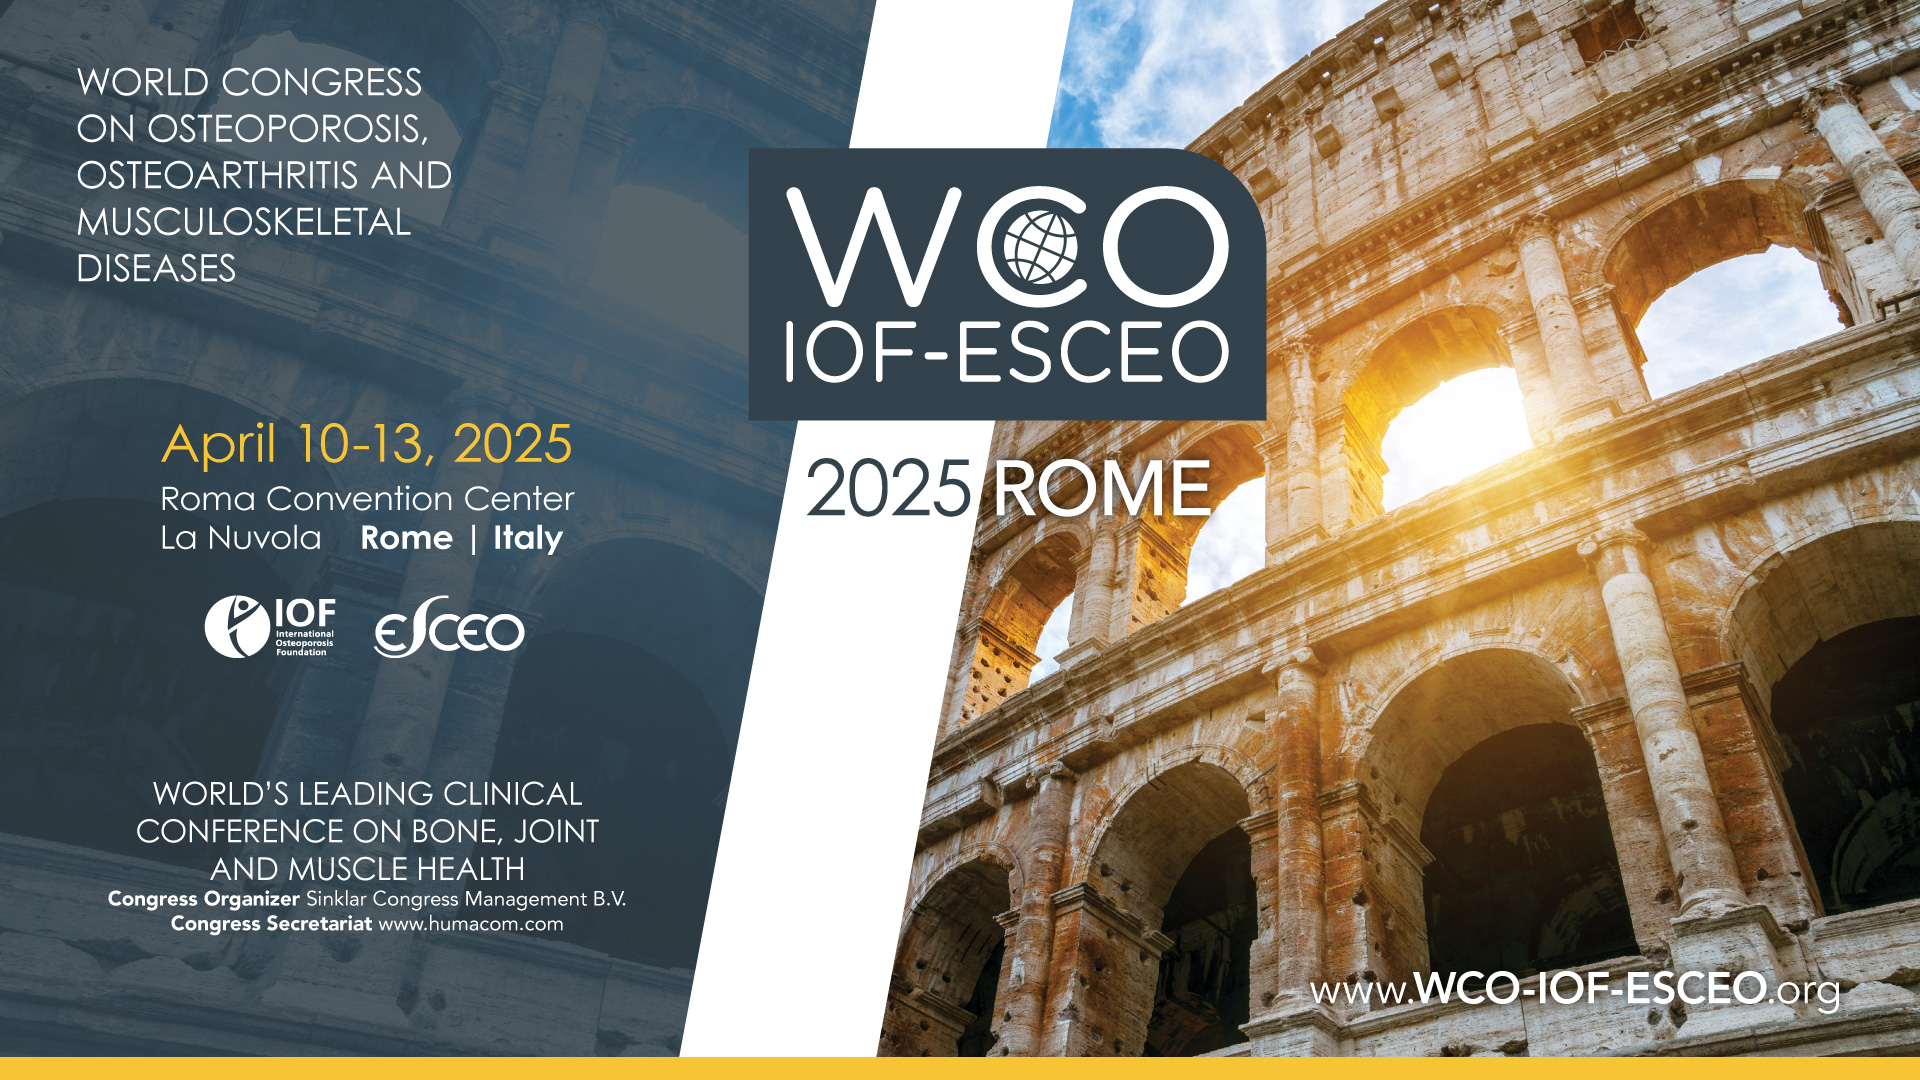 WORLD CONGRESS
ON OSTEOPOROSIS,
OSTEOARTHRITIS AND
MUSCULOSKELETAL
DISEASES
April 10-13, 2025
Roma Convention Center
La Nuvola Rome | Italy
IOF
International
Osteoporosis
Foundation
ESCEO
WORLD'S LEADING CLINICAL
CONFERENCE ON BONE, JOINT
AND MUSCLE HEALTH
Congress Organizer Sinklar Congress Management B.V.
Congress Secretariat www.humacom.com
WCO
IOF-ESCEO
2025 ROME
www.WCO-IOF-ESCEO.org